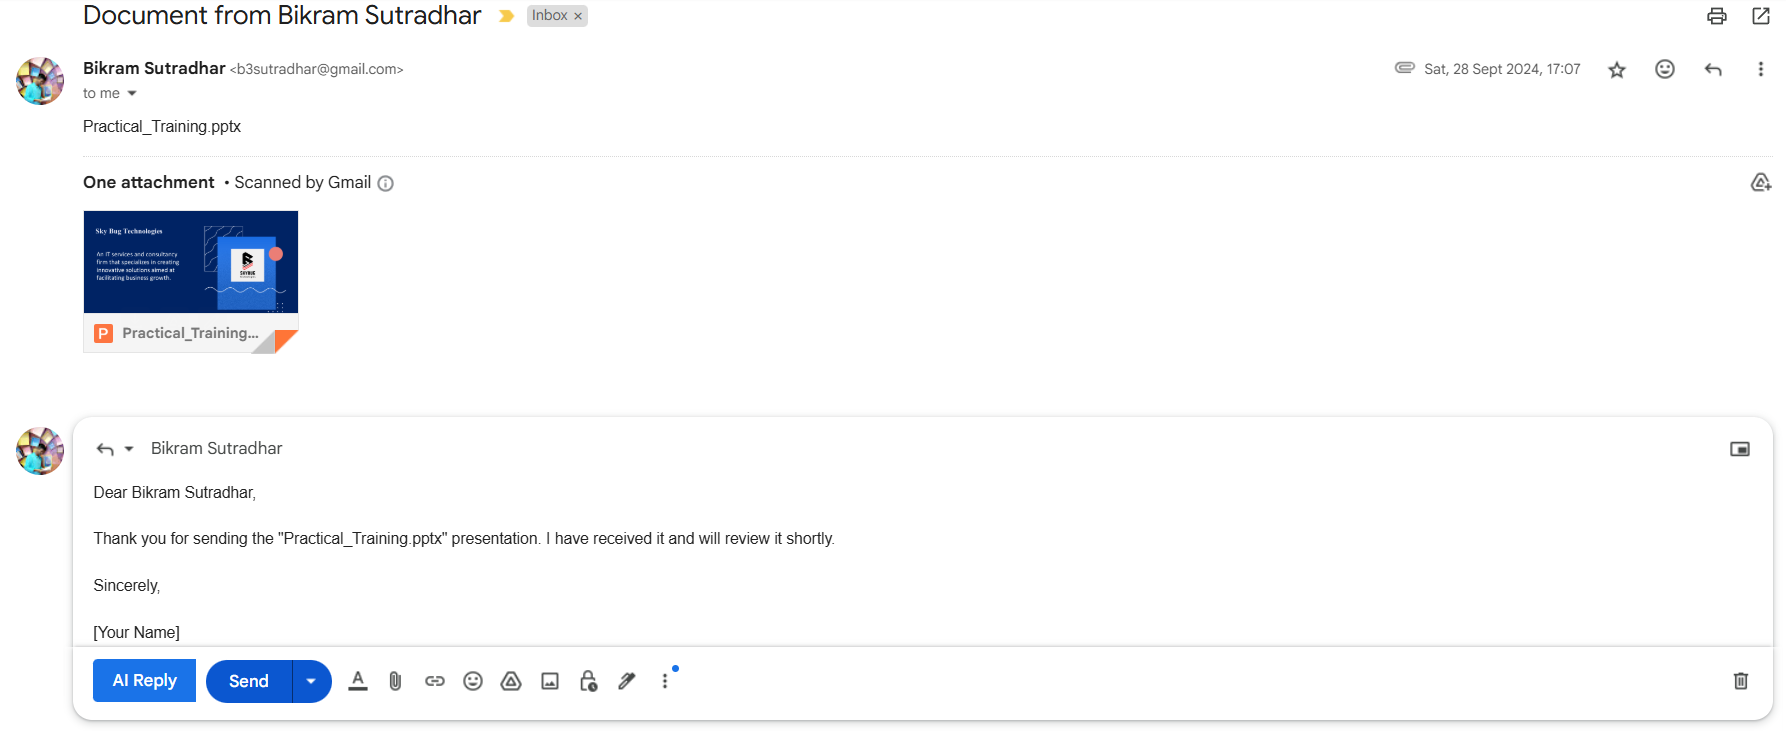 Document from Bikram Sutradhar Inbox ×
Bikram Sutradhar <b3sutradhar@gmail.com> Sat, 28 Sept 2024, 17:07
to me
Practical_Training.pptx
One attachment • Scanned by Gmail
Sky Bug Technologies
An IT services and consultancy
firm that specializes in creating
innovative solutions aimed at
facilitating business growth.
SKYBUG
P Practical_Training...
Bikram Sutradhar
Dear Bikram Sutradhar,
Thank you for sending the "Practical_Training.pptx" presentation. I have received it and will review it shortly.
Sincerely,
[Your Name]
AI Reply Send A